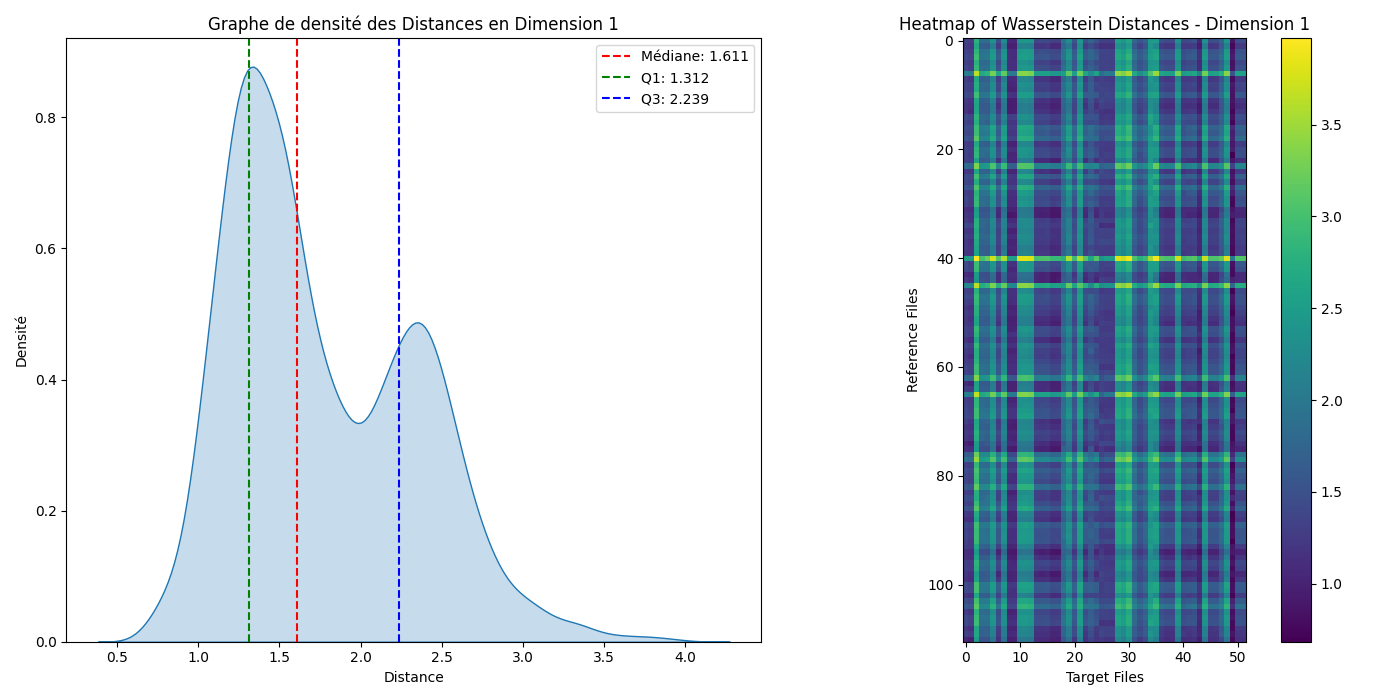 Graphe de densité des Distances en Dimension 1
Médiane: 1.611
Q1: 1.312
Q3: 2.239
Densité
0.8
0.6
0.4
0.2
0.0
0.5 1.0 1.5 2.0 2.5 3.0 3.5 4.0
Distance
Heatmap of Wasserstein Distances - Dimension 1
Reference Files
0
20
40
60
80
100
0 10 20 30 40 50
Target Files
3.5
3.0
2.5
2.0
1.5
1.0